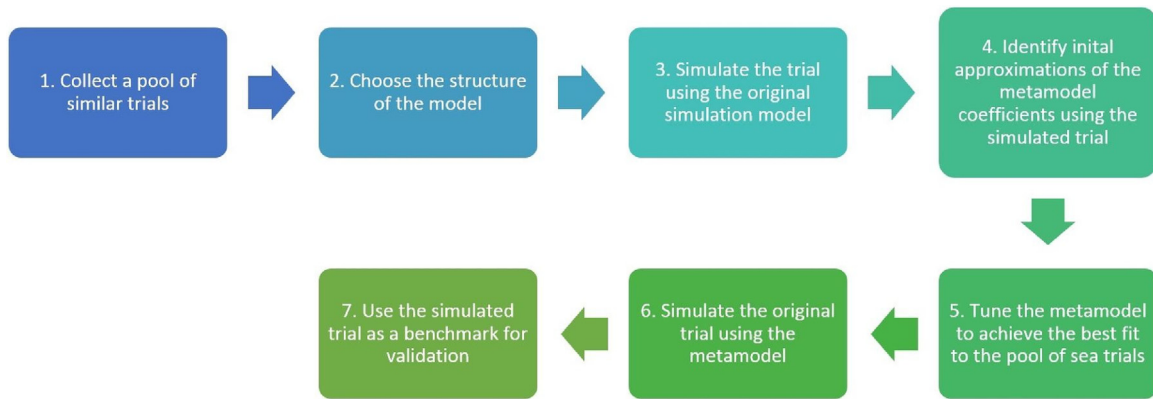 1. Collect a pool of
similar trials
2. Choose the structure
of the model
3. Simulate the trial
using the original
simulation model
4. Identify inital
approximations of the
metamodel
coefficients using the
simulated trial
5. Tune the metamodel
to achieve the best fit
to the pool of sea trials
6. Simulate the original
trial using the
metamodel
7. Use the simulated
trial as a benchmark for
validation